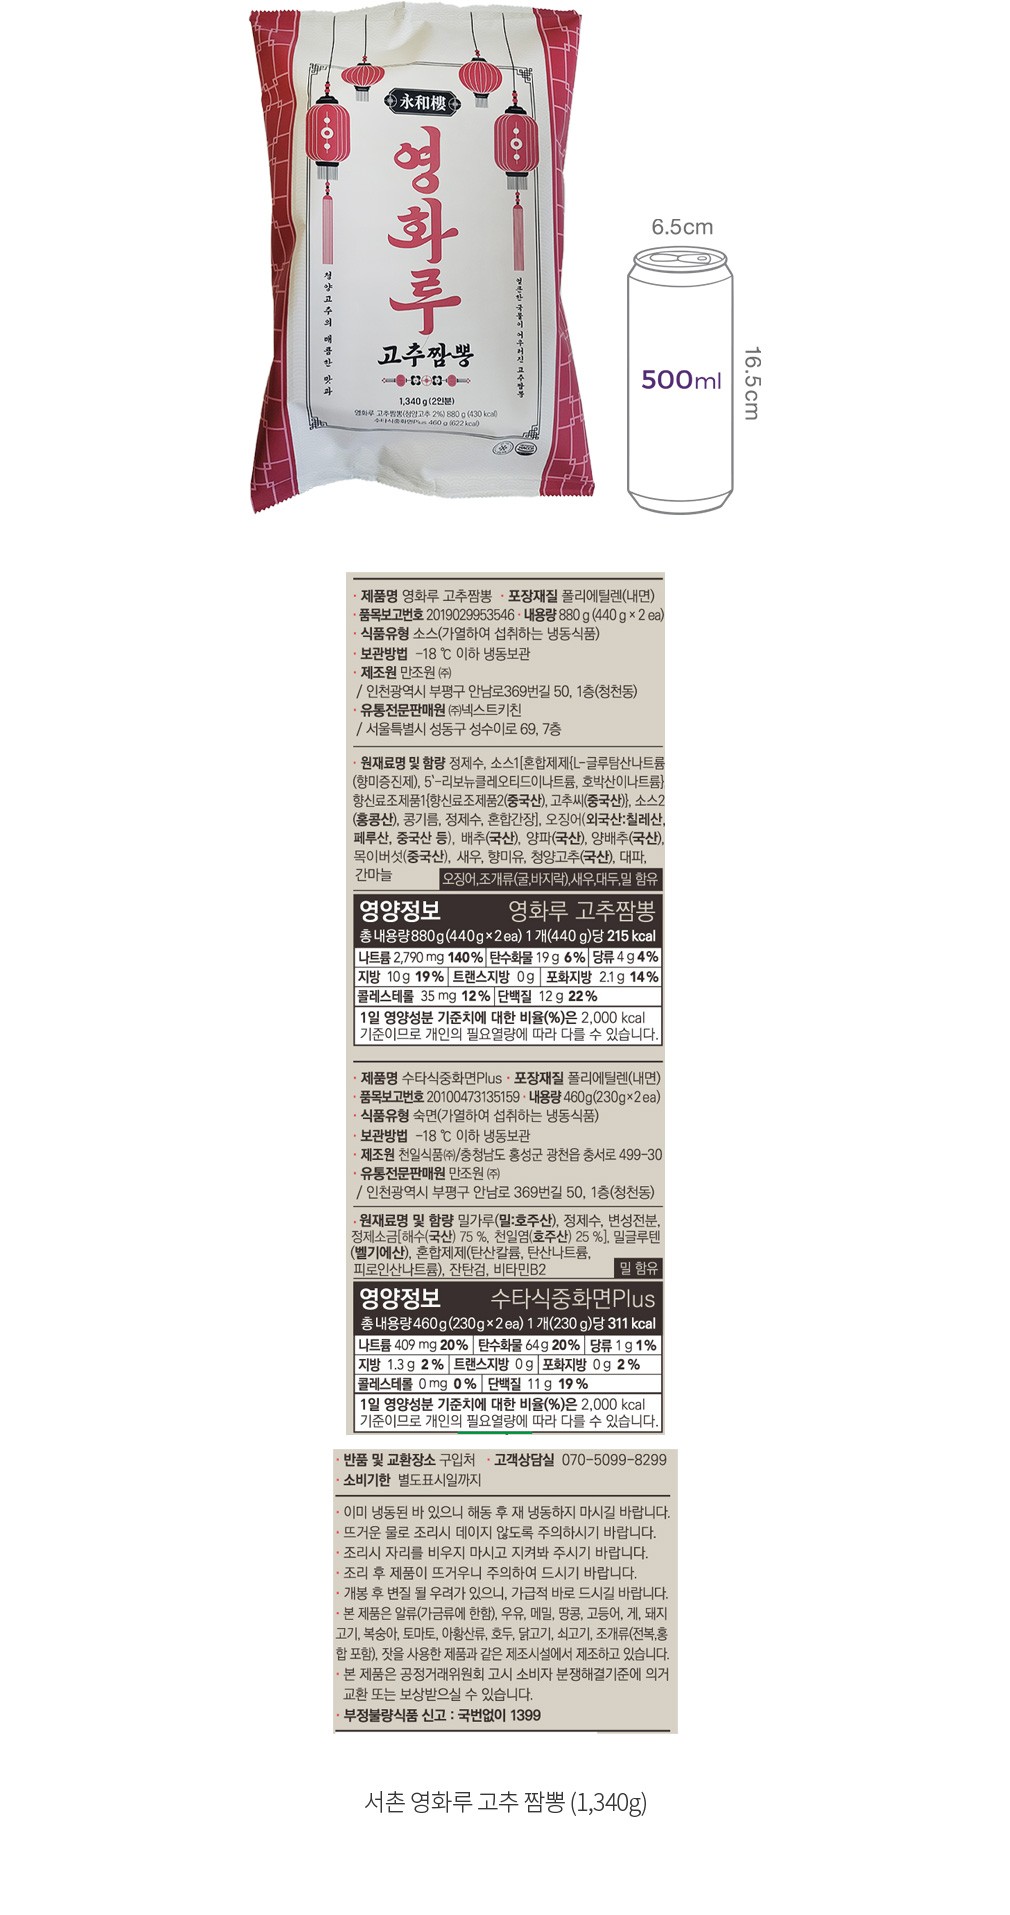 永和樓
영화루
청양고추의 매콤한 맛과
얼큰한 국물이 어우러진 고추짬뽕
고추짬뽕
1,340 g (2인분)
영화루 고추짬뽕(청양고추 2%) 880 g (430 kcal)
수타식중화면Plus 460 g (622 kcal)
6.5cm
500ml
16.5cm
· 제품명 영화루 고추짬뽕 · 포장재질 폴리에틸렌(내면)
· 품목보고번호 2019029953546 · 내용량 880 g (440 g × 2 ea)
· 식품유형 소스(가열하여 섭취하는 냉동식품)
· 보관방법 -18 ℃ 이하 냉동보관
· 제조원 만조원 ㈜
/ 인천광역시 부평구 안남로369번길 50, 1층(청천동)
· 유통전문판매원 ㈜넥스트키친
/ 서울특별시 성동구 성수이로 69, 7층
· 원재료명 및 함량 정제수, 소스1[혼합제제{L-글루탐산나트륨
(향미증진제), 5'-리보뉴클레오티드이나트륨, 호박산이나트륨}
향신료조제품1{향신료조제품2(중국산), 고추씨(중국산)}, 소스2
(홍콩산), 콩기름, 정제수, 혼합간장], 오징어(외국산:칠레산,
페루산, 중국산 등), 배추(국산), 양파(국산), 양배추(국산),
목이버섯(중국산), 새우, 향미유, 청양고추(국산), 대파,
간마늘
오징어,조개류(굴,바지락),새우,대두,밀 함유
영양정보 영화루 고추짬뽕
총 내용량 880 g (440 g × 2 ea) 1 개(440 g)당 215 kcal
나트륨 2,790 mg 140% 탄수화물 19 g 6% 당류 4 g 4%
지방 10 g 19% 트랜스지방 0 g 포화지방 2.1 g 14%
콜레스테롤 35 mg 12% 단백질 12 g 22%
1일 영양성분 기준치에 대한 비율(%)은 2,000 kcal
기준이므로 개인의 필요열량에 따라 다를 수 있습니다.
· 제품명 수타식중화면Plus · 포장재질 폴리에틸렌(내면)
· 품목보고번호 20100473135159 · 내용량 460g(230g×2ea)
· 식품유형 숙면(가열하여 섭취하는 냉동식품)
· 보관방법 -18 ℃ 이하 냉동보관
· 제조원 천일식품㈜/충청남도 홍성군 광천읍 충서로 499-30
· 유통전문판매원 만조원 ㈜
/ 인천광역시 부평구 안남로 369번길 50, 1층(청천동)
· 원재료명 및 함량 밀가루(밀:호주산), 정제수, 변성전분,
정제소금[해수(국산) 75 %, 천일염(호주산) 25 %], 밀글루텐
(벨기에산), 혼합제제(탄산칼륨, 탄산나트륨,
피로인산나트륨), 잔탄검, 비타민B2
밀 함유
영양정보 수타식중화면Plus
총 내용량 460 g (230 g × 2 ea) 1 개(230 g)당 311 kcal
나트륨 409 mg 20% 탄수화물 64 g 20% 당류 1 g 1%
지방 1.3 g 2% 트랜스지방 0 g 포화지방 0 g 2%
콜레스테롤 0 mg 0% 단백질 11 g 19%
1일 영양성분 기준치에 대한 비율(%)은 2,000 kcal
기준이므로 개인의 필요열량에 따라 다를 수 있습니다.
· 반품 및 교환장소 구입처 · 고객상담실 070-5099-8299
· 소비기한 별도표시일까지
· 이미 냉동된 바 있으니 해동 후 재 냉동하지 마시길 바랍니다.
· 뜨거운 물로 조리시 데이지 않도록 주의하시기 바랍니다.
· 조리시 자리를 비우지 마시고 지켜봐 주시기 바랍니다.
· 조리 후 제품이 뜨거우니 주의하여 드시기 바랍니다.
· 개봉 후 변질 될 우려가 있으니, 가급적 바로 드시길 바랍니다.
· 본 제품은 알류(가금류에 한함), 우유, 메밀, 땅콩, 고등어, 게, 돼지
고기, 복숭아, 토마토, 아황산류, 호두, 닭고기, 쇠고기, 조개류(전복,홍
합 포함), 잣을 사용한 제품과 같은 제조시설에서 제조하고 있습니다.
· 본 제품은 공정거래위원회 고시 소비자 분쟁해결기준에 의거
교환 또는 보상받으실 수 있습니다.
· 부정불량식품 신고 : 국번없이 1399
서촌 영화루 고추 짬뽕 (1,340g)